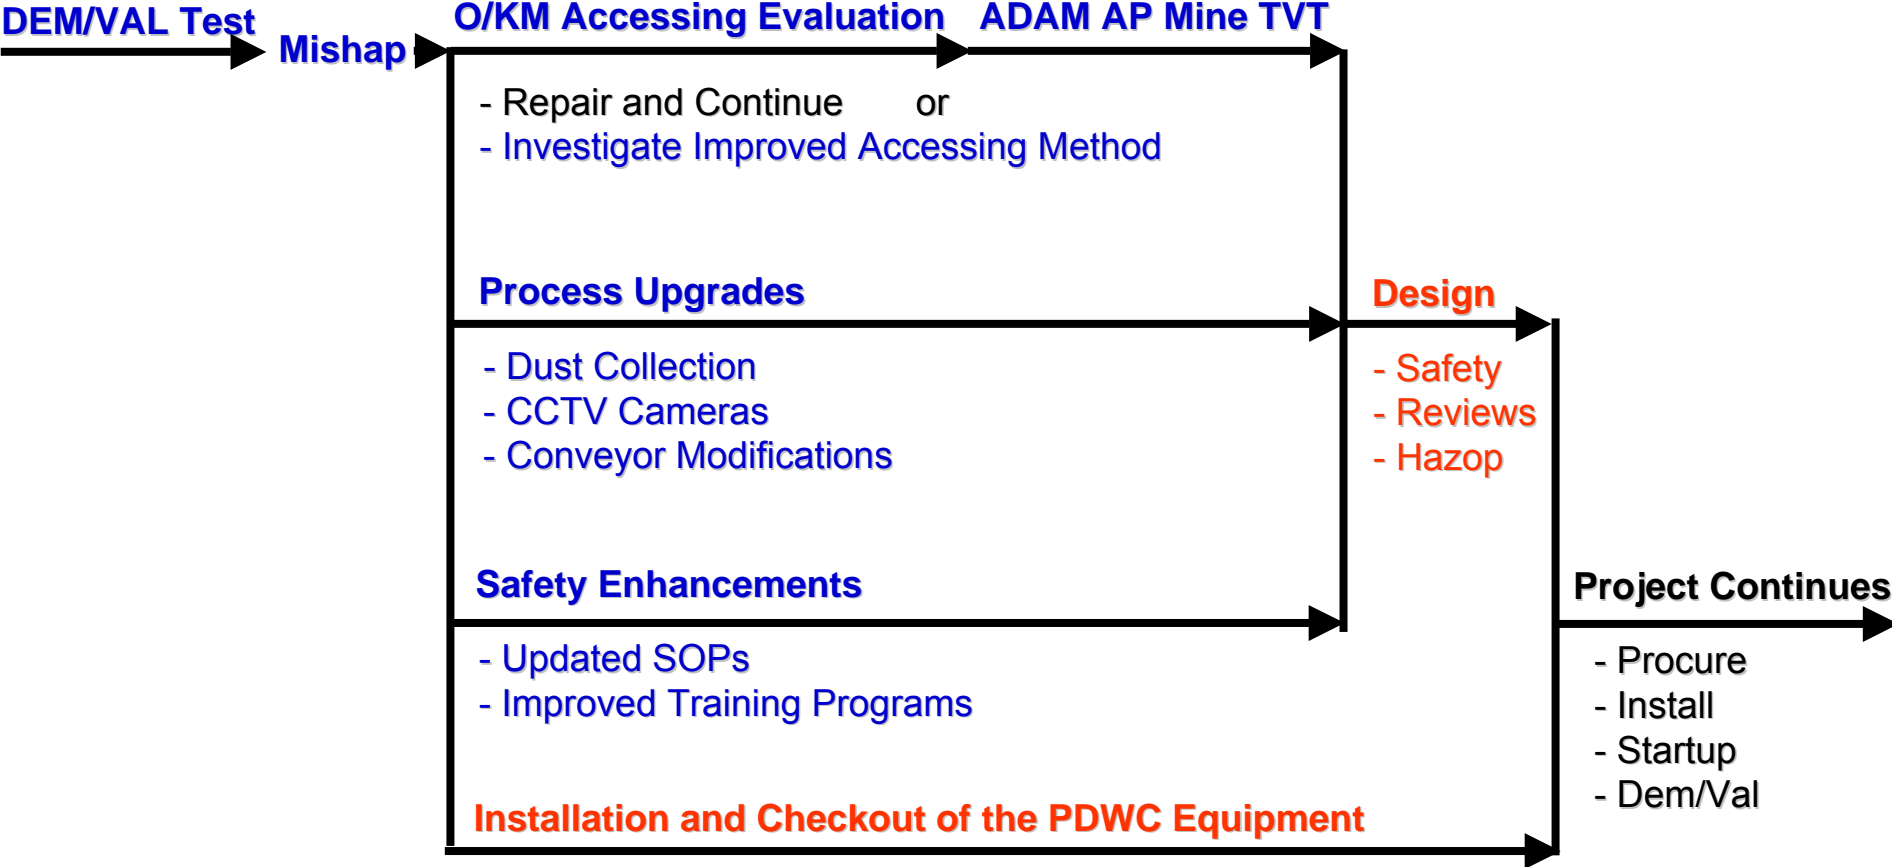 DEM/VAL Test
Mishap
O/KM Accessing Evaluation
ADAM AP Mine TVT
- Repair and Continue or
- Investigate Improved Accessing Method
Process Upgrades
- Dust Collection
- CCTV Cameras
- Conveyor Modifications
Design
- Safety
- Reviews
- Hazop
Safety Enhancements
- Updated SOPs
- Improved Training Programs
Project Continues
- Procure
- Install
- Startup
- Dem/Val
Installation and Checkout of the PDWC Equipment